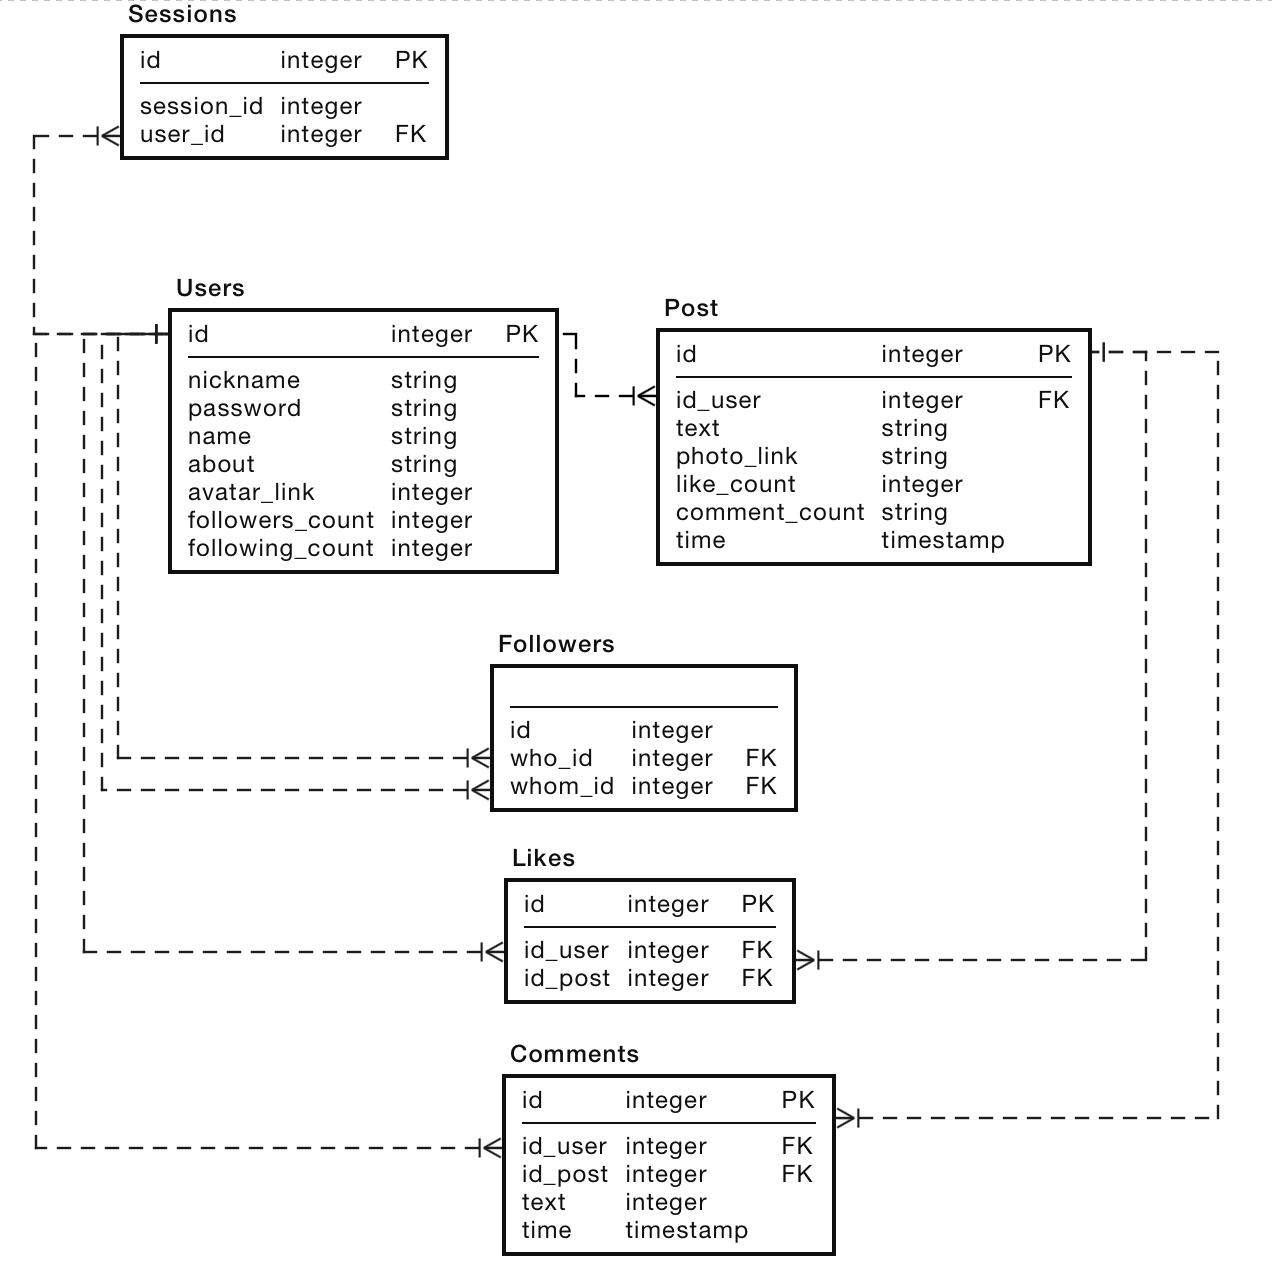 Sessions
id integer PK
session_id integer
user_id integer FK
Users
id integer PK
nickname string
password string
name string
about string
avatar_link integer
followers_count integer
following_count integer
Post
id integer PK
id_user integer FK
text string
photo_link string
like_count integer
comment_count string
time timestamp
Followers
id integer
who_id integer FK
whom_id integer FK
Likes
id integer PK
id_user integer FK
id_post integer FK
Comments
id integer PK
id_user integer FK
id_post integer FK
text integer
time timestamp